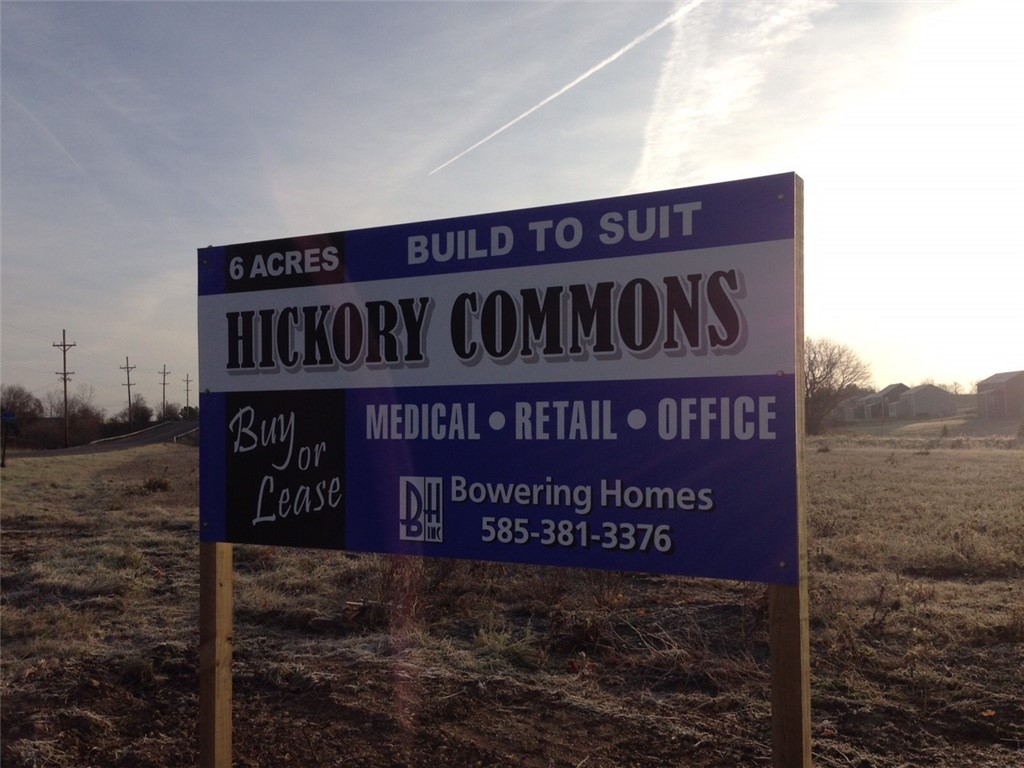 6 ACRES
BUILD TO SUIT
HICKORY COMMONS
Buy
or
Lease
MEDICAL • RETAIL • OFFICE
BH
INC
Bowering Homes
585-381-3376